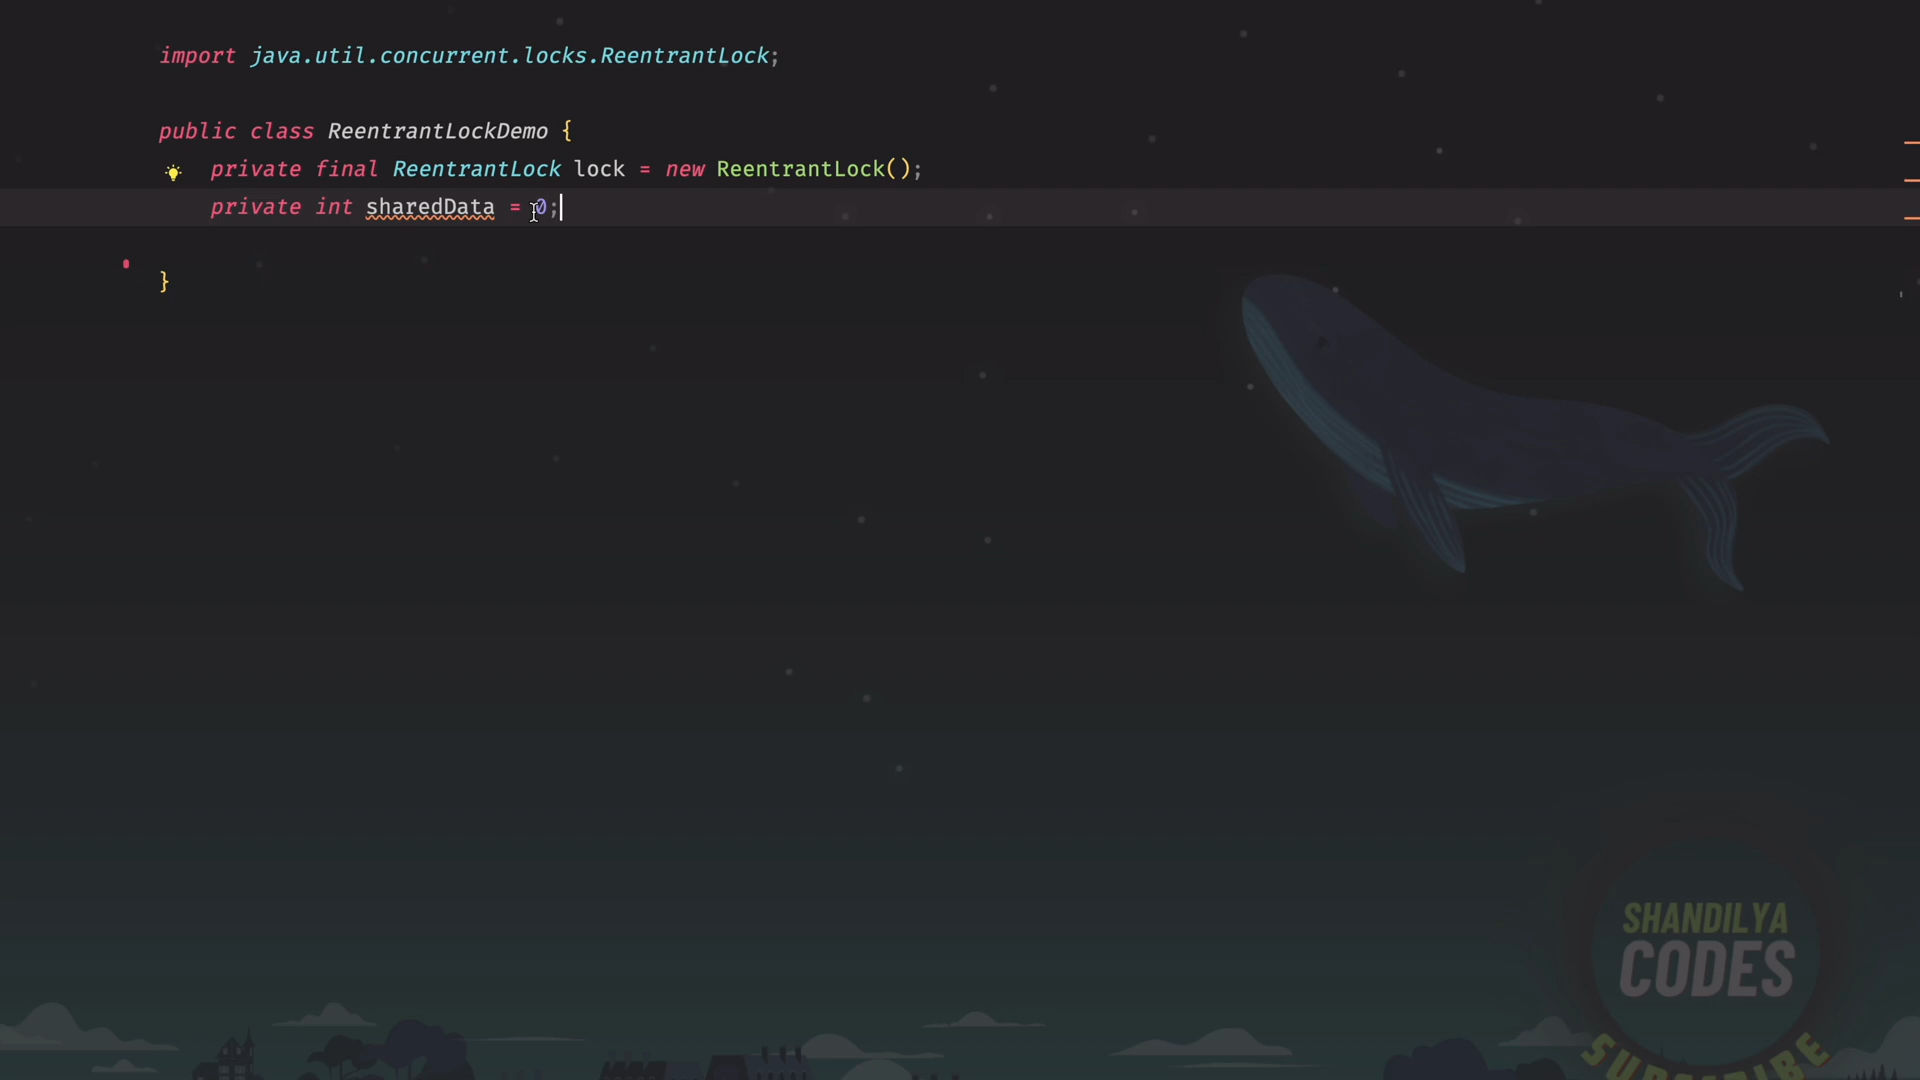 import java.util.concurrent.locks.ReentrantLock;
public class ReentrantLockDemo {
private final ReentrantLock lock = new ReentrantLock();
private int sharedData = 0;
}
SHANDILYA
CODES
SUBSCRIBE